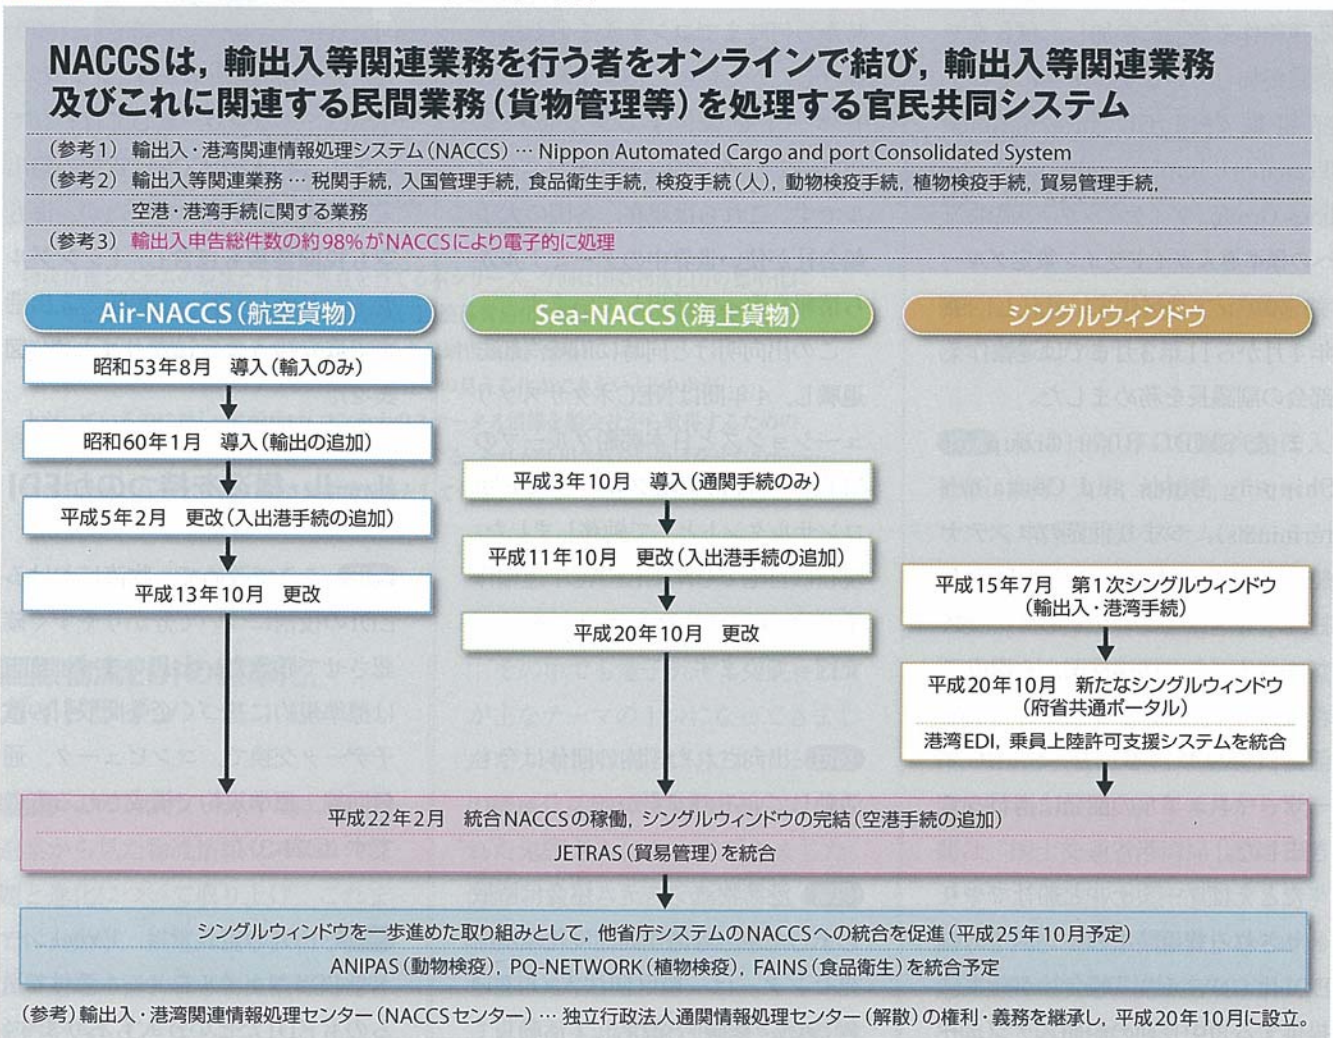 NACCSは，輸出入等関連業務を行う者をオンラインで結び，輸出入等関連業務
及びこれに関連する民間業務（貨物管理等）を処理する官民共同システム
（参考1）輸出入・港湾関連情報処理システム（NACCS）… Nippon Automated Cargo and port Consolidated System
（参考2）輸出入等関連業務 … 税関手続，入国管理手続，食品衛生手続，検疫手続（人），動物検疫手続，植物検疫手続，貿易管理手続，
空港・港湾手続に関する業務
（参考3）輸出入申告総件数の約98％がNACCSにより電子的に処理
Air-NACCS（航空貨物）
昭和53年8月　導入（輸入のみ）
昭和60年1月　導入（輸出の追加）
平成5年2月　更改（入出港手続の追加）
平成13年10月　更改
Sea-NACCS（海上貨物）
平成3年10月　導入（通関手続のみ）
平成11年10月　更改（入出港手続の追加）
平成20年10月　更改
シングルウィンドウ
平成15年7月　第1次シングルウィンドウ
（輸出入・港湾手続）
平成20年10月　新たなシングルウィンドウ
（府省共通ポータル）
港湾EDI，乗員上陸許可支援システムを統合
平成22年2月　統合NACCSの稼働，シングルウィンドウの完結（空港手続の追加）
JETRAS（貿易管理）を統合
シングルウィンドウを一歩進めた取り組みとして，他省庁システムのNACCSへの統合を促進（平成25年10月予定）
ANIPAS（動物検疫），PQ-NETWORK（植物検疫），FAINS（食品衛生）を統合予定
（参考）輸出入・港湾関連情報処理センター（NACCSセンター）… 独立行政法人通関情報処理センター（解散）の権利・義務を継承し，平成20年10月に設立。